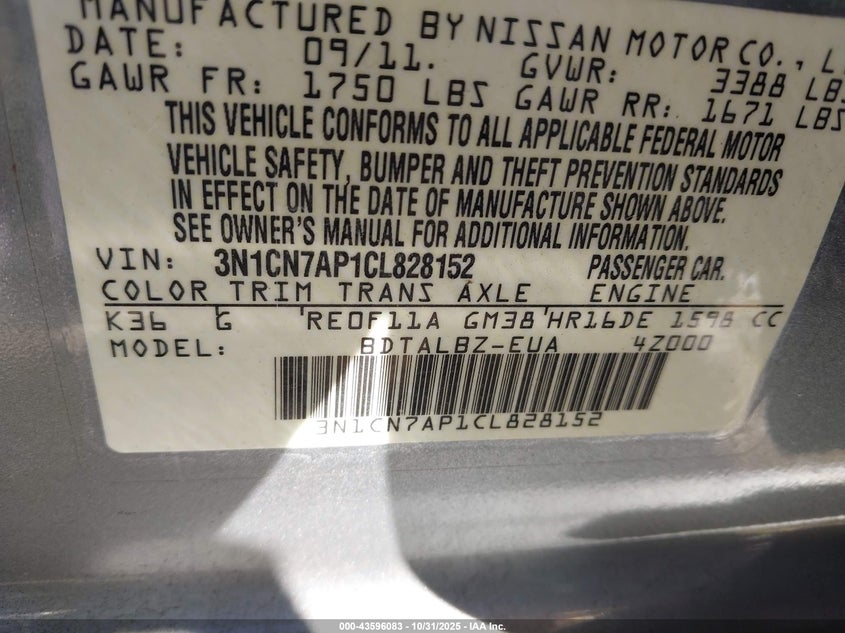 MANUFACTURED BY NISSAN MOTOR CO., L
DATE: 09/11. GVWR: 3388 LBS
GAWR FR: 1750 LBS GAWR RR: 1671 LBS
THIS VEHICLE CONFORMS TO ALL APPLICABLE FEDERAL MOTOR
VEHICLE SAFETY, BUMPER AND THEFT PREVENTION STANDARDS
IN EFFECT ON THE DATE OF MANUFACTURE SHOWN ABOVE.
SEE OWNER'S MANUAL FOR ADDITIONAL INFORMATION.
VIN: 3N1CN7AP1CL828152 PASSENGER CAR.
COLOR TRIM TRANS AXLE ENGINE
K36 G RE0F11A GM38 HR16DE 1598 CC
MODEL: BDTALBZ-EUA 4Z000
3N1CN7AP1CL828152
000-43596083 - 10/31/2025 - IAA Inc.